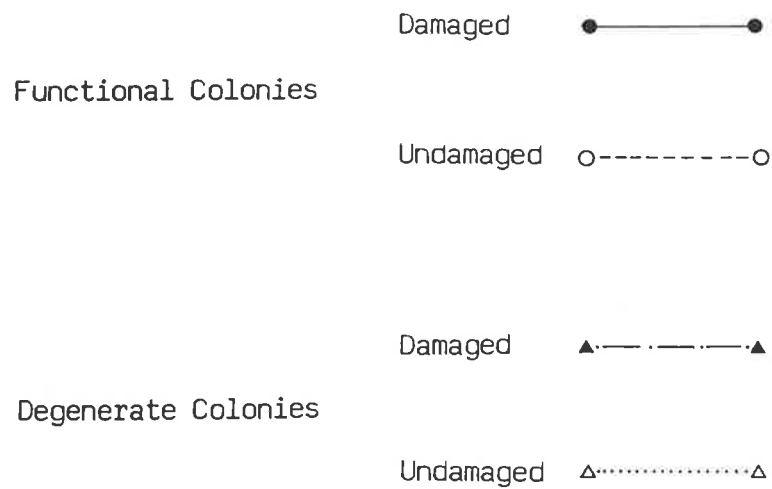 Damaged
Functional Colonies
Undamaged
Damaged
Degenerate Colonies
Undamaged